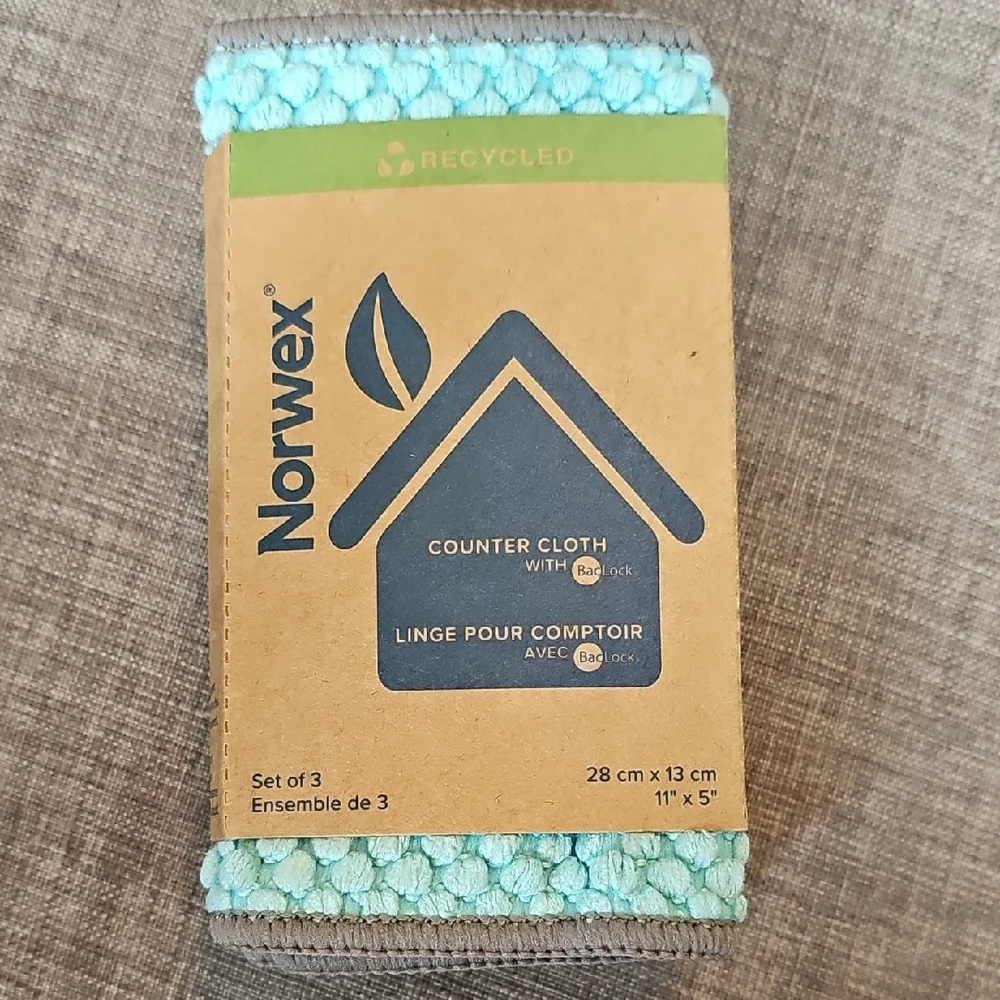 RECYCLED
Norwex®
COUNTER CLOTH
WITH BacLock
LINGE POUR COMPTOIR
AVEC BacLock
Set of 3
Ensemble de 3
28 cm x 13 cm
11" x 5"